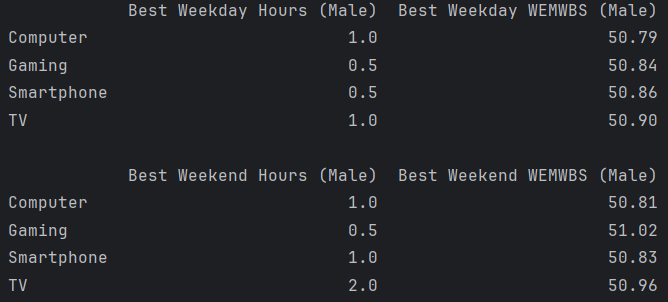 Best Weekday Hours (Male) Best Weekday WEMWBS (Male)
Computer 1.0 50.79
Gaming 0.5 50.84
Smartphone 0.5 50.86
TV 1.0 50.90
Best Weekend Hours (Male) Best Weekend WEMWBS (Male)
Computer 1.0 50.81
Gaming 0.5 51.02
Smartphone 1.0 50.83
TV 2.0 50.96